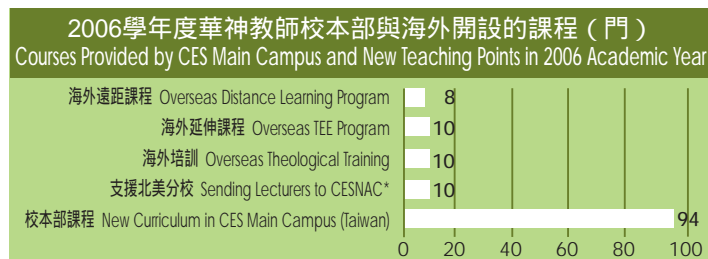 2006學年度華神教師校本部與海外開設的課程（門）
Courses Provided by CES Main Campus and New Teaching Points in 2006 Academic Year
海外遠距課程 Overseas Distance Learning Program 8
海外延伸課程 Overseas TEE Program 10
海外培訓 Overseas Theological Training 10
支援北美分校 Sending Lecturers to CESNAC* 10
校本部課程 New Curriculum in CES Main Campus (Taiwan) 94
0 20 40 60 80 100